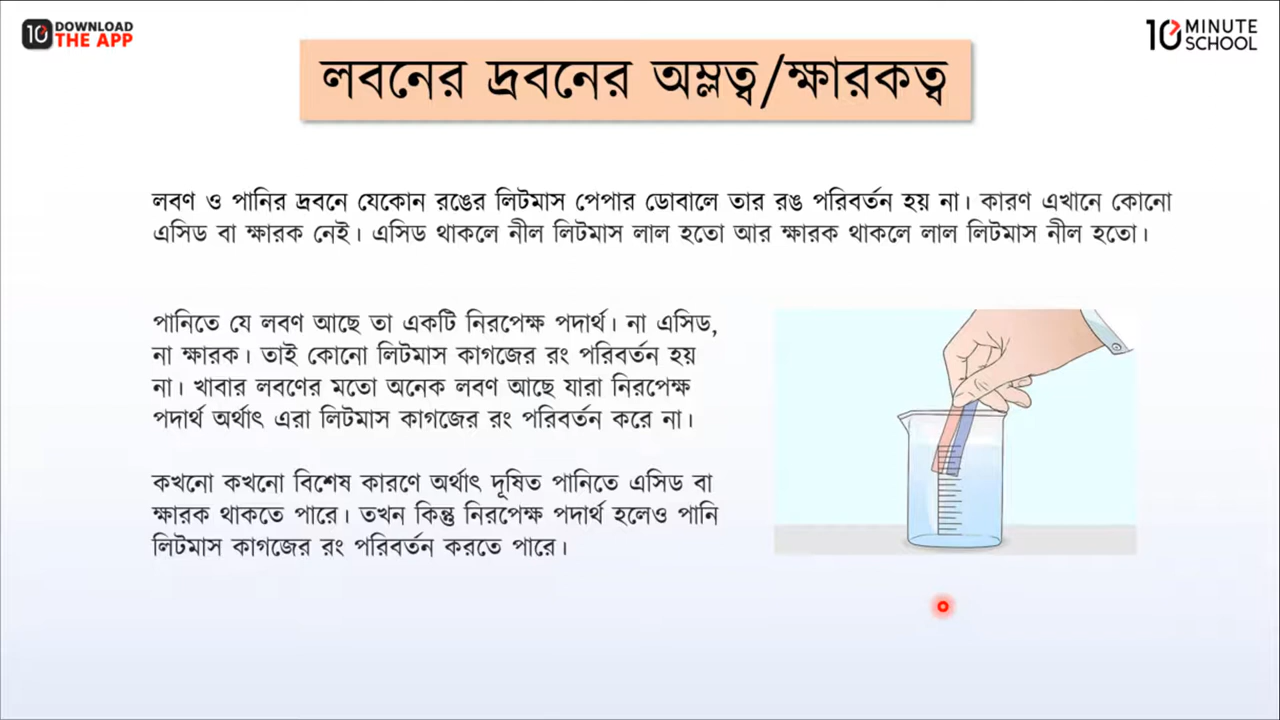 DOWNLOAD
THE APP
10 MINUTE
SCHOOL
লবনের দ্রবনের অম্লত্ব/ক্ষারকত্ব
লবণ ও পানির দ্রবনে যেকোন রঙের লিটমাস পেপার ডোবালে তার রঙ পরিবর্তন হয় না। কারণ এখানে কোনো
এসিড বা ক্ষারক নেই। এসিড থাকলে নীল লিটমাস লাল হতো আর ক্ষারক থাকলে লাল লিটমাস নীল হতো।
পানিতে যে লবণ আছে তা একটি নিরপেক্ষ পদার্থ। না এসিড,
না ক্ষারক। তাই কোনো লিটমাস কাগজের রং পরিবর্তন হয়
না। খাবার লবণের মতো অনেক লবণ আছে যারা নিরপেক্ষ
পদার্থ অর্থাৎ এরা লিটমাস কাগজের রং পরিবর্তন করে না।
কখনো কখনো বিশেষ কারণে অর্থাৎ দূষিত পানিতে এসিড বা
ক্ষারক থাকতে পারে। তখন কিন্তু নিরপেক্ষ পদার্থ হলেও পানি
লিটমাস কাগজের রং পরিবর্তন করতে পারে।